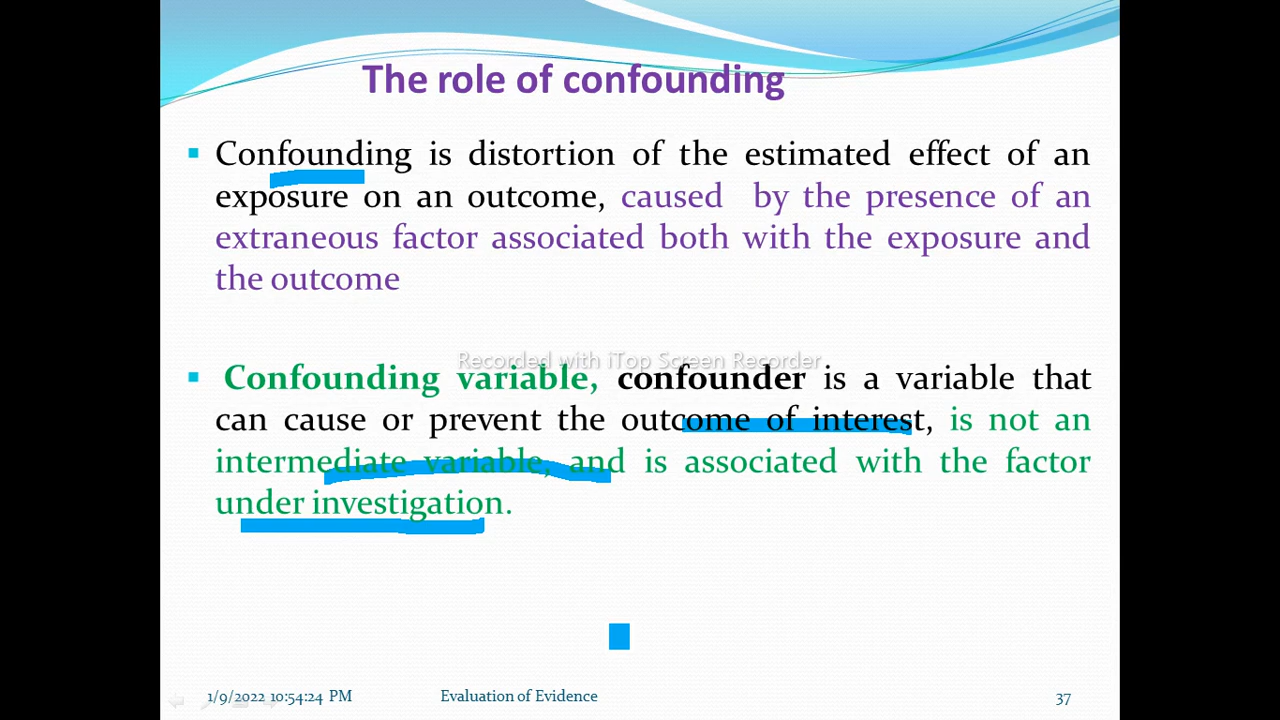 The role of confounding
Confounding is distortion of the estimated effect of an
exposure on an outcome, caused by the presence of an
extraneous factor associated both with the exposure and
the outcome
Recorded with iTop Screen Recorder
Confounding variable, confounder is a variable that
can cause or prevent the outcome of interest, is not an
intermediate variable, and is associated with the factor
under investigation.
1/9/2022 10:54:24 PM Evaluation of Evidence 37